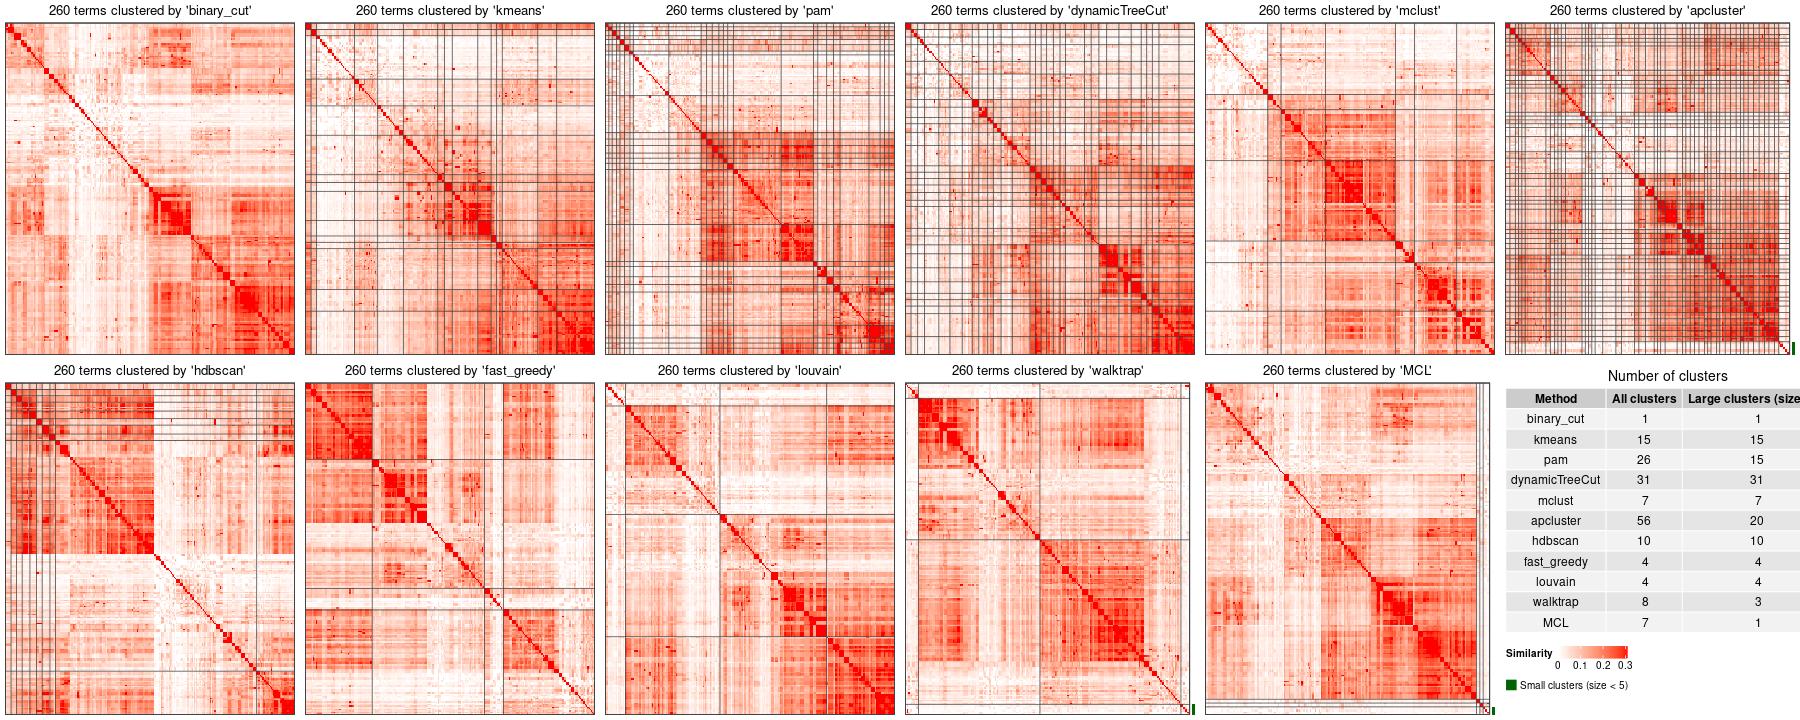 260 terms clustered by 'binary_cut'
260 terms clustered by 'kmeans'
260 terms clustered by 'pam'
260 terms clustered by 'dynamicTreeCut'
260 terms clustered by 'mclust'
260 terms clustered by 'apcluster'
260 terms clustered by 'hdbscan'
260 terms clustered by 'fast_greedy'
260 terms clustered by 'louvain'
260 terms clustered by 'walktrap'
260 terms clustered by 'MCL'
Number of clusters
Method All clusters Large clusters (size
binary_cut 1 1
kmeans 15 15
pam 26 15
dynamicTreeCut 31 31
mclust 7 7
apcluster 56 20
hdbscan 10 10
fast_greedy 4 4
louvain 4 4
walktrap 8 3
MCL 7 1
Similarity
0 0.1 0.2 0.3
Small clusters (size < 5)